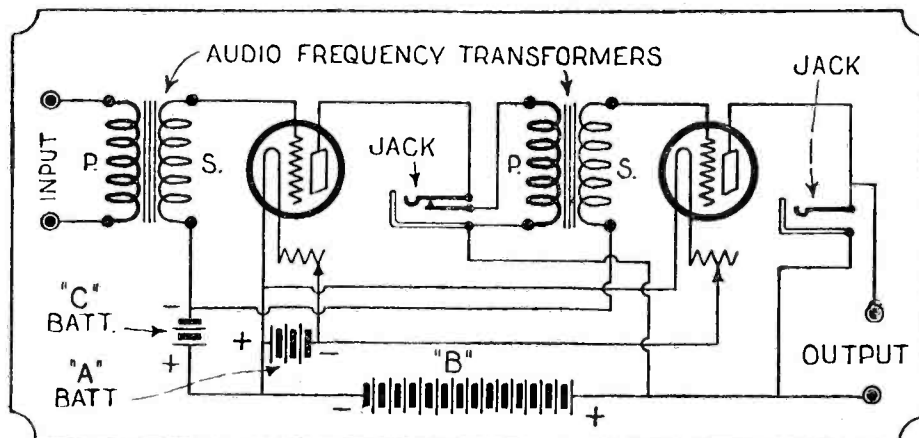 AUDIO FREQUENCY TRANSFORMERS
JACK
INPUT
P.
S.
JACK
P.
S.
"C"
BATT.
-
+
"A"
BATT
+
-
"B"
-
+
OUTPUT